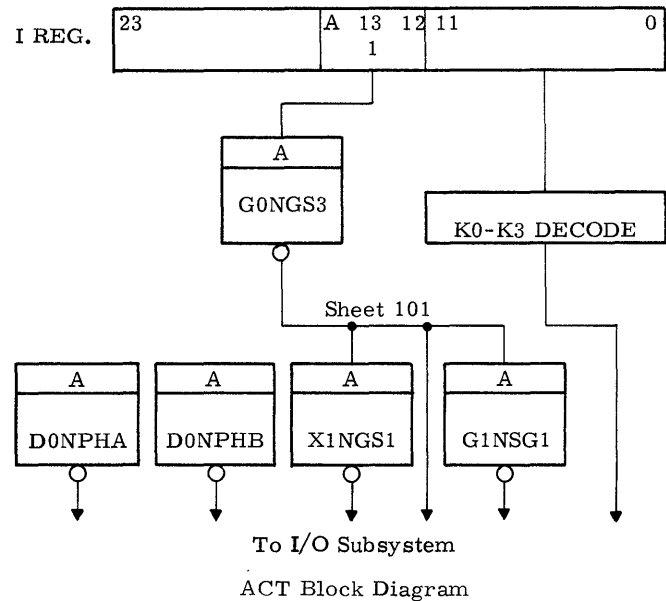 I REG.
23 A 13 12 11 0
1
A
G0NGS3
K0-K3 DECODE
Sheet 101
A A A A
D0NPHA D0NPHB X1NGS1 G1NSG1
To I/O Subsystem
ACT Block Diagram